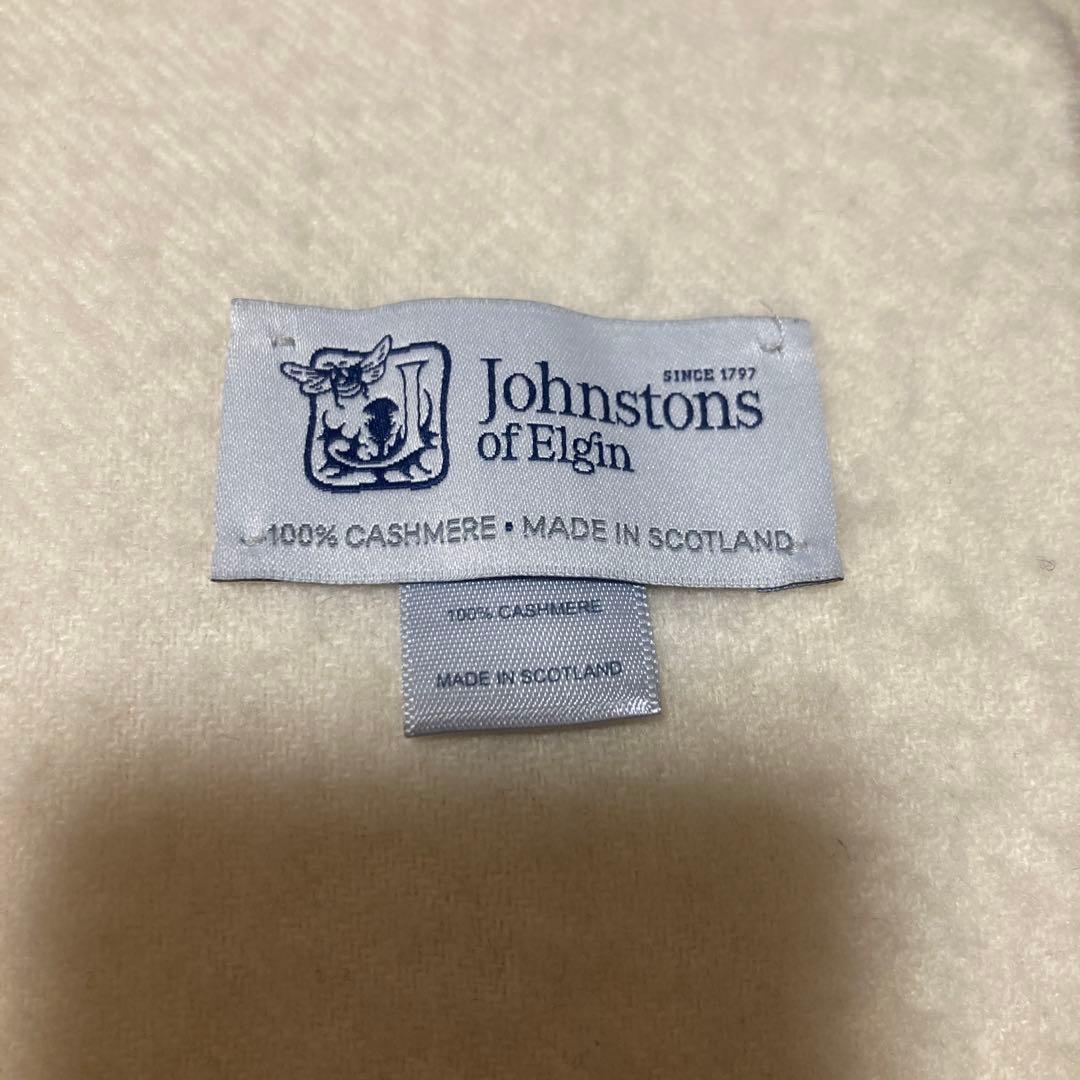 SINCE 1797
Johnstons
of Elgin
100% CASHMERE • MADE IN SCOTLAND
100% CASHMERE
MADE IN SCOTLAND